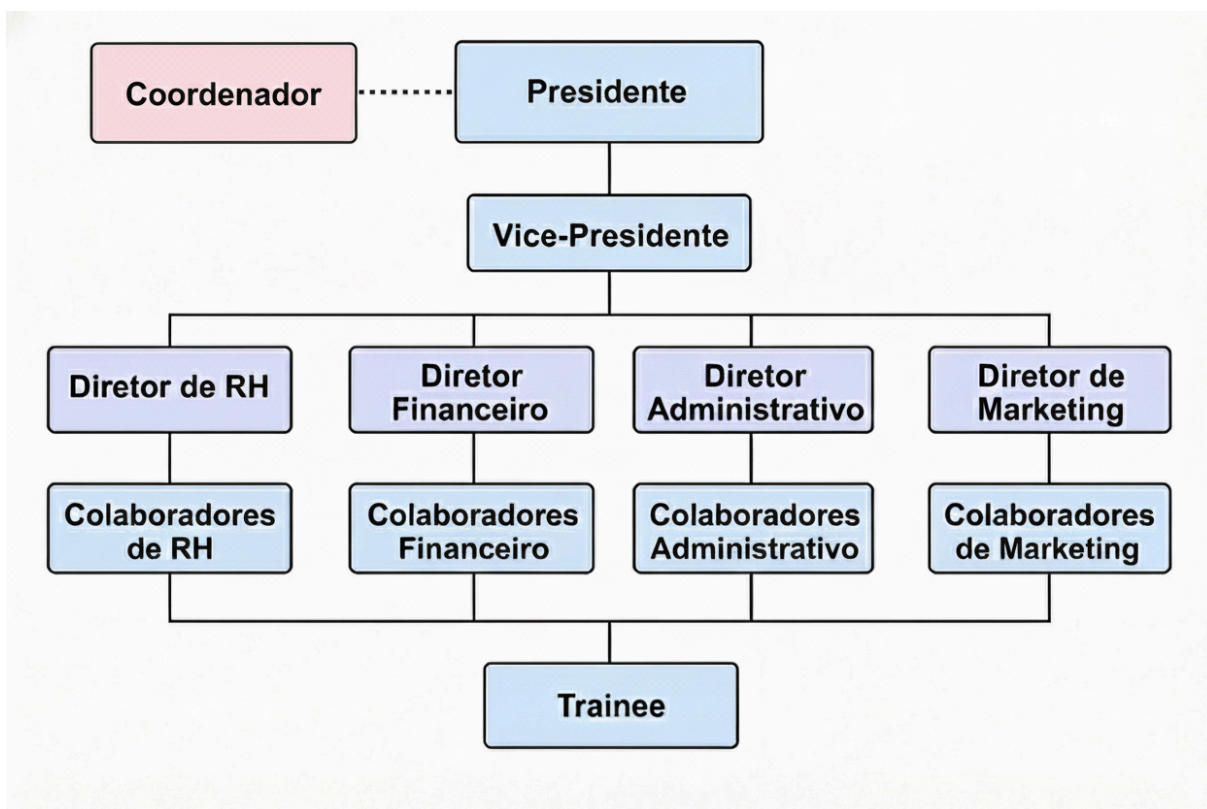 Coordenador
Presidente
Vice-Presidente
Diretor de RH
Diretor
Financeiro
Diretor
Administrativo
Diretor de
Marketing
Colaboradores
de RH
Colaboradores
Financeiro
Colaboradores
Administrativo
Colaboradores
de Marketing
Trainee